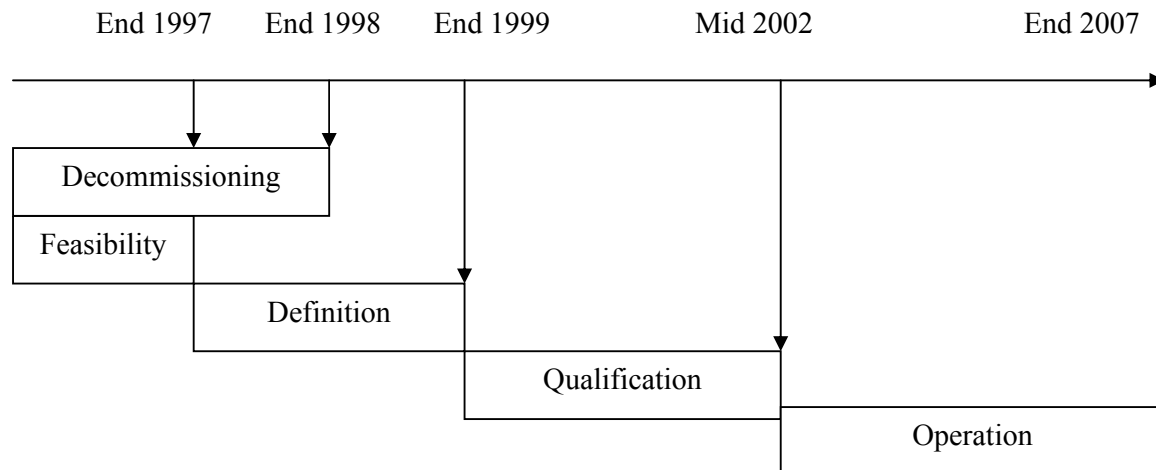 End 1997 End 1998 End 1999 Mid 2002 End 2007
Decommissioning
Feasibility
Definition
Qualification
Operation